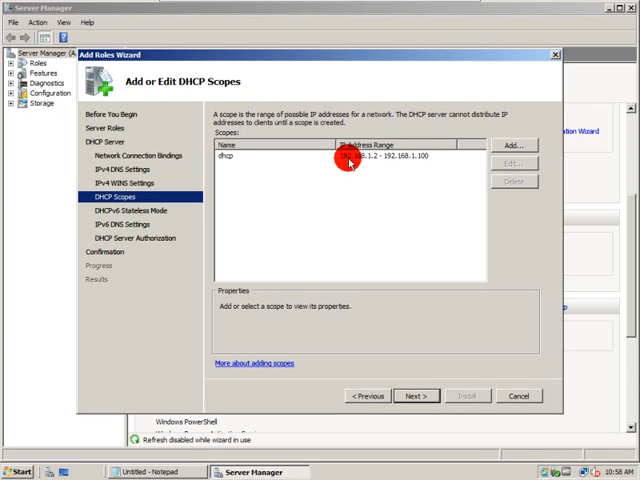 Server Manager
File Action View Help
Server Manager (A
Roles
Features
Diagnostics
Configuration
Storage
Add Roles Wizard
Add or Edit DHCP Scopes
Before You Begin
Server Roles
DHCP Server
Network Connection Bindings
IPv4 DNS Settings
IPv4 WINS Settings
DHCP Scopes
DHCPv6 Stateless Mode
IPv6 DNS Settings
DHCP Server Authorization
Confirmation
Progress
Results
A scope is the range of possible IP addresses for a network. The DHCP server cannot distribute IP
addresses to clients until a scope is created.
Scopes:
Name IP Address Range
dhcp 192.168.1.2 - 192.168.1.100
Add...
Edit...
Delete
Properties
Add or select a scope to view its properties.
More about adding scopes
< Previous Next > Install Cancel
ation Wizard
Windows PowerShell
Refresh disabled while wizard in use
Start Untitled - Notepad Server Manager 10:58 AM